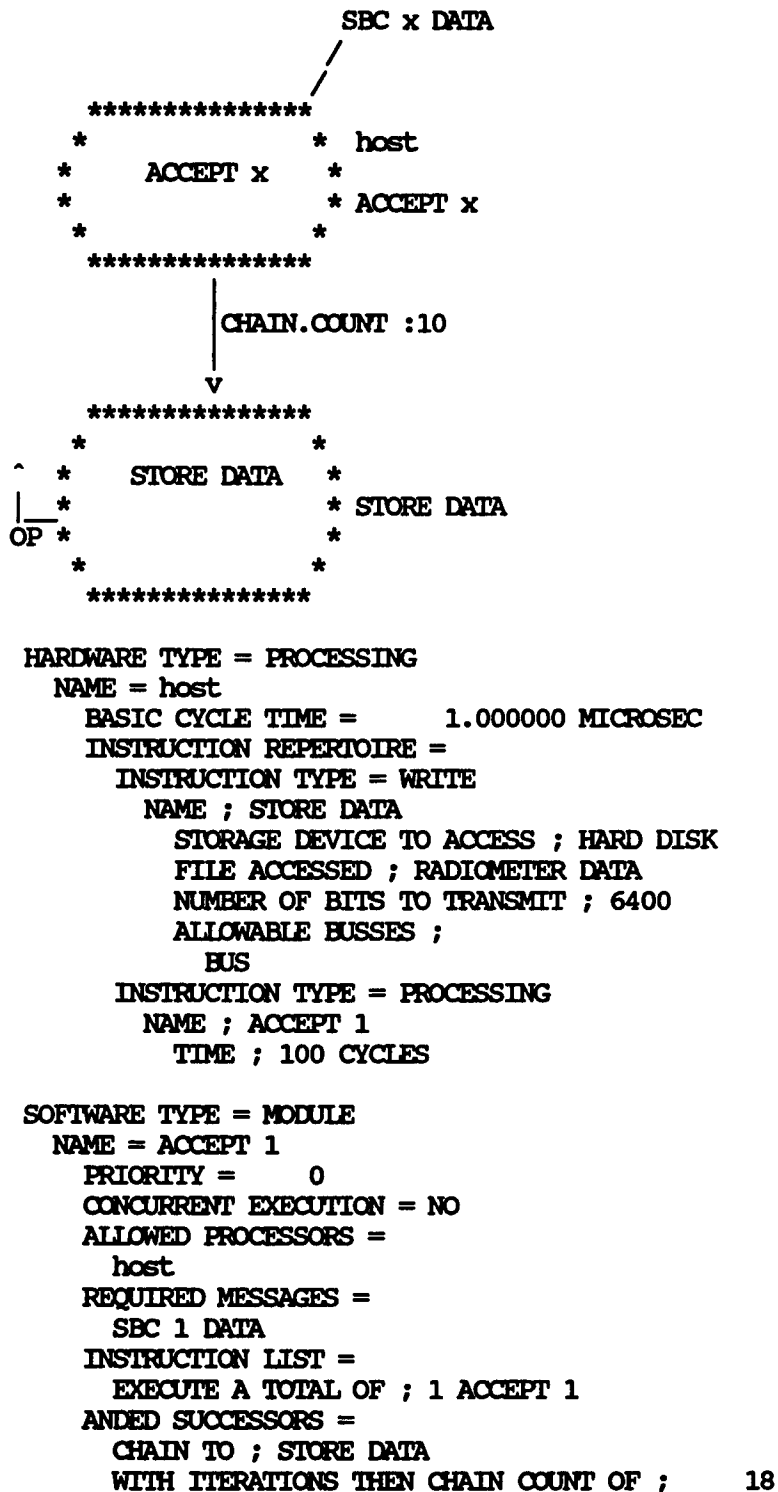 SBC x DATA
/
/
/
***************
* * host
* ACCEPT x *
* * ACCEPT x
* *
***************
|
|CHAIN.COUNT :10
|
v
***************
* *
^ * STORE DATA *
|__* * STORE DATA
OP * *
* *
***************
HARDWARE TYPE = PROCESSING
NAME = host
BASIC CYCLE TIME = 1.000000 MICROSEC
INSTRUCTION REPERTOIRE =
INSTRUCTION TYPE = WRITE
NAME ; STORE DATA
STORAGE DEVICE TO ACCESS ; HARD DISK
FILE ACCESSED ; RADIOMETER DATA
NUMBER OF BITS TO TRANSMIT ; 6400
ALLOWABLE BUSSES ;
BUS
INSTRUCTION TYPE = PROCESSING
NAME ; ACCEPT 1
TIME ; 100 CYCLES
SOFTWARE TYPE = MODULE
NAME = ACCEPT 1
PRIORITY = 0
CONCURRENT EXECUTION = NO
ALLOWED PROCESSORS =
host
REQUIRED MESSAGES =
SBC 1 DATA
INSTRUCTION LIST =
EXECUTE A TOTAL OF ; 1 ACCEPT 1
ANDED SUCCESSORS =
CHAIN TO ; STORE DATA
WITH ITERATIONS THEN CHAIN COUNT OF ; 18